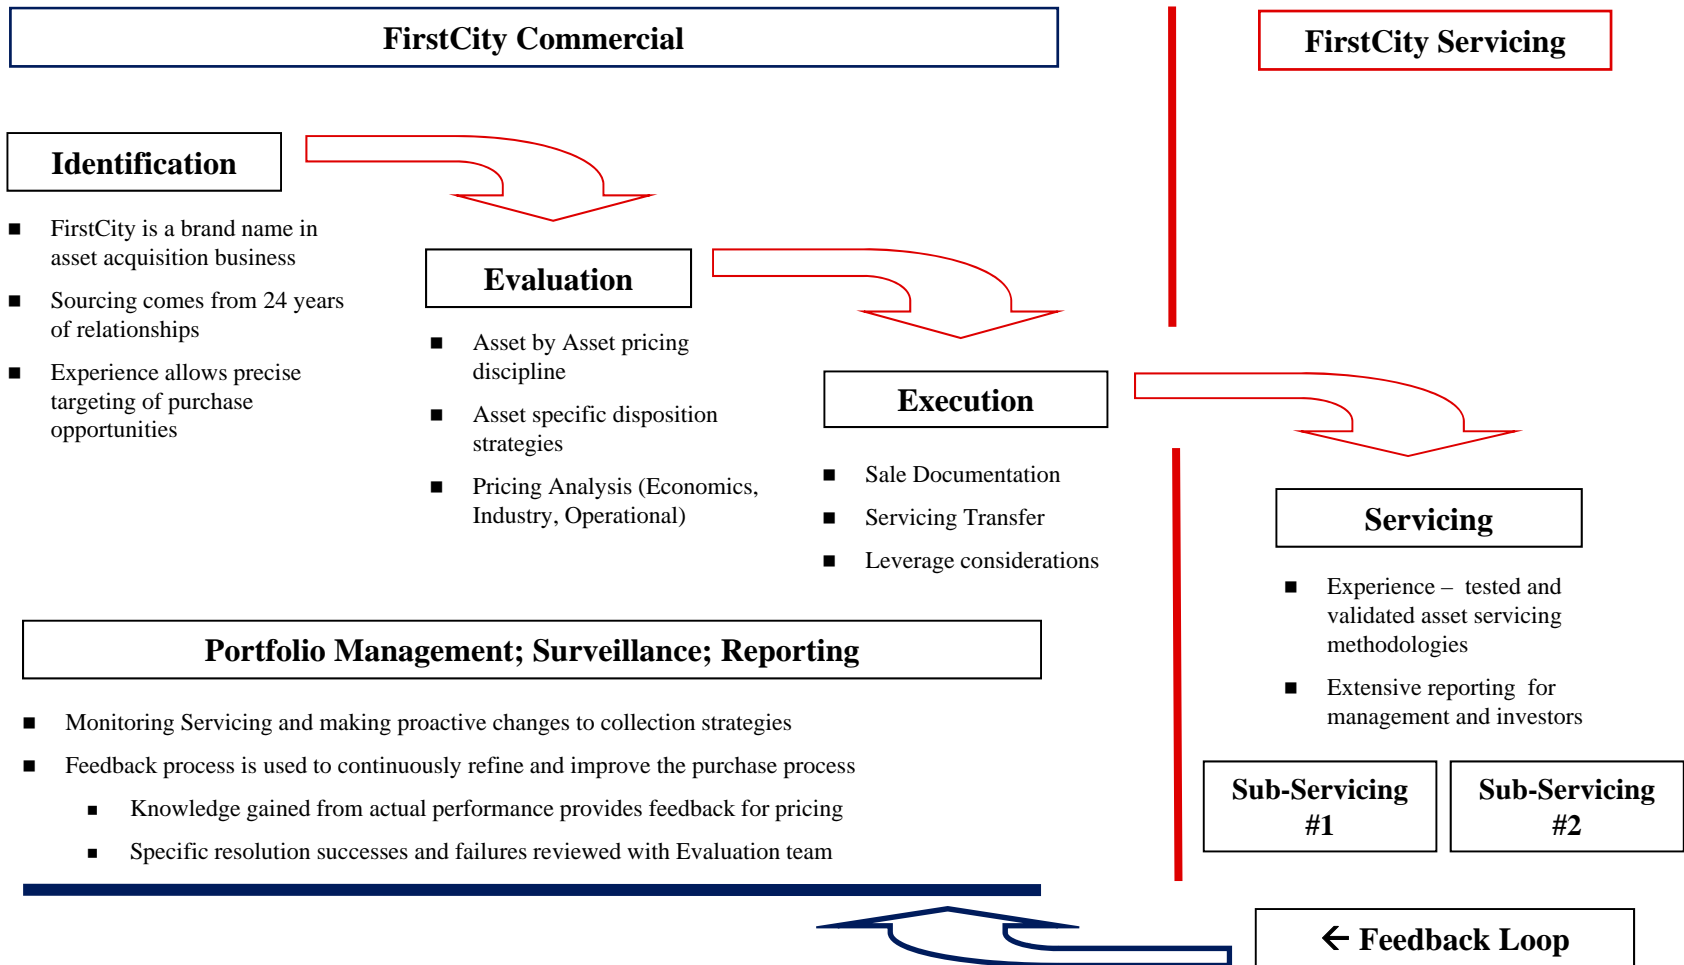 FirstCity Commercial
FirstCity Servicing
Identification
■ FirstCity is a brand name in
asset acquisition business
■ Sourcing comes from 24 years
of relationships
■ Experience allows precise
targeting of purchase
opportunities
Evaluation
■ Asset by Asset pricing
discipline
■ Asset specific disposition
strategies
■ Pricing Analysis (Economics,
Industry, Operational)
Execution
■ Sale Documentation
■ Servicing Transfer
■ Leverage considerations
Servicing
■ Experience – tested and
validated asset servicing
methodologies
■ Extensive reporting for
management and investors
Sub-Servicing
#1
Sub-Servicing
#2
Portfolio Management; Surveillance; Reporting
■ Monitoring Servicing and making proactive changes to collection strategies
■ Feedback process is used to continuously refine and improve the purchase process
■ Knowledge gained from actual performance provides feedback for pricing
■ Specific resolution successes and failures reviewed with Evaluation team
← Feedback Loop